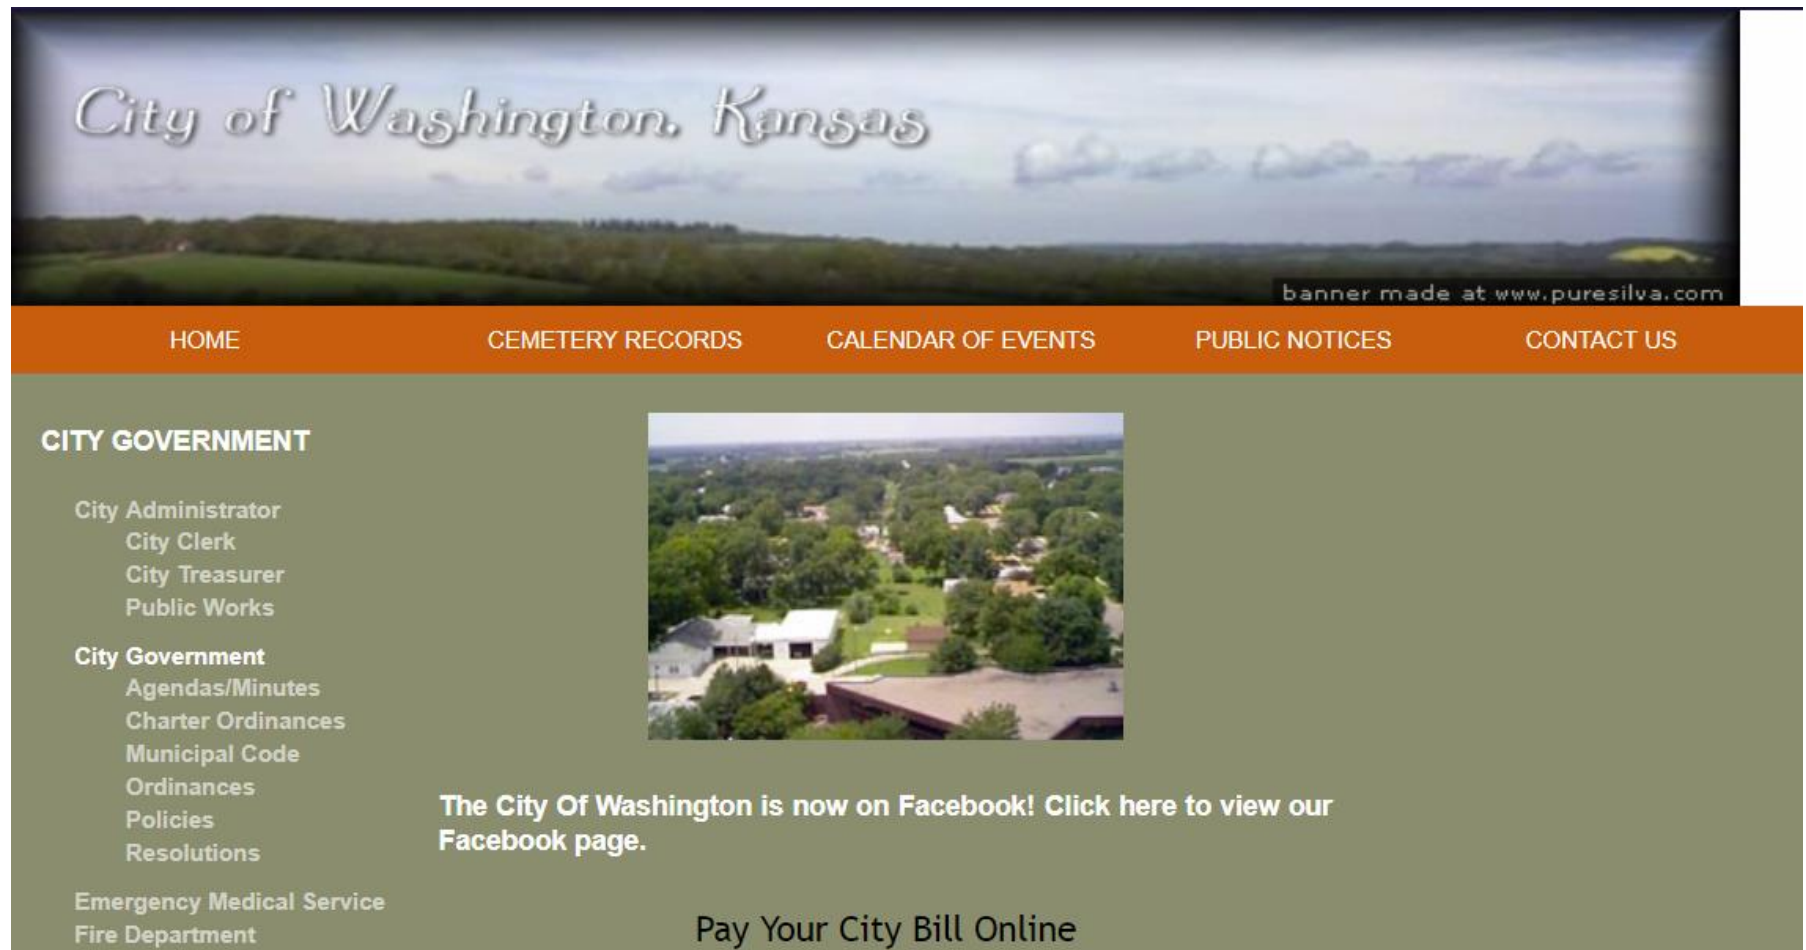 City of Washington, Kansas
banner made at www.puresilva.com
HOME
CEMETERY RECORDS
CALENDAR OF EVENTS
PUBLIC NOTICES
CONTACT US
CITY GOVERNMENT
City Administrator
City Clerk
City Treasurer
Public Works
City Government
Agendas/Minutes
Charter Ordinances
Municipal Code
Ordinances
Policies
Resolutions
Emergency Medical Service
Fire Department
The City Of Washington is now on Facebook! Click here to view our
Facebook page.
Pay Your City Bill Online